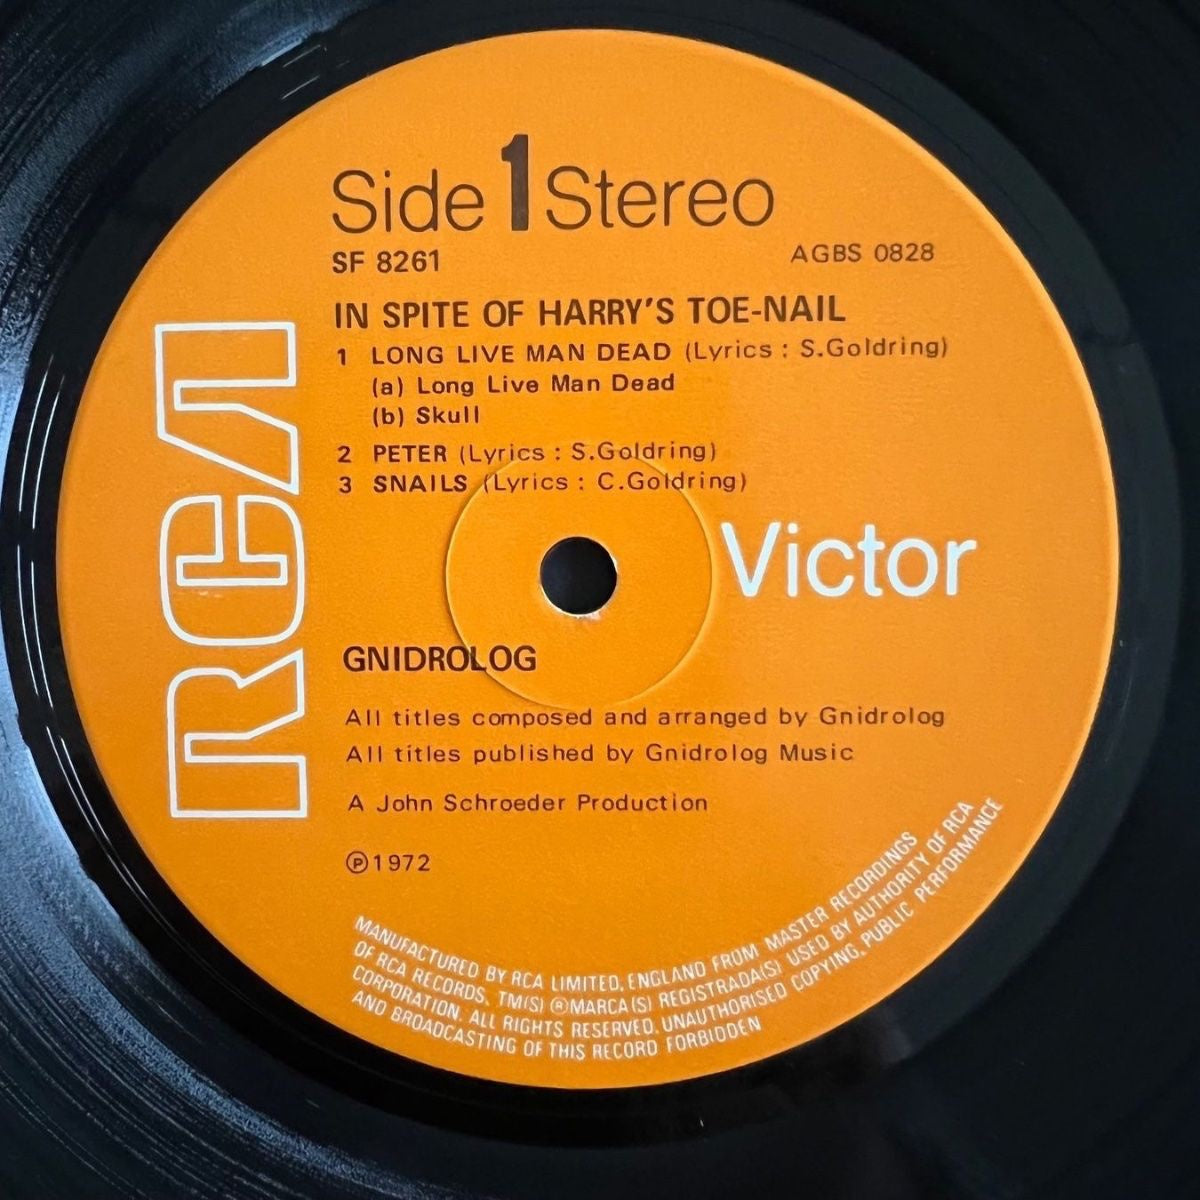 Side 1 Stereo
SF 8261 AGBS 0828
IN SPITE OF HARRY'S TOE-NAIL
1 LONG LIVE MAN DEAD (Lyrics : S.Goldring)
(a) Long Live Man Dead
(b) Skull
2 PETER (Lyrics : S.Goldring)
3 SNAILS (Lyrics : C.Goldring)
RCA
Victor
GNIDROLOG
All titles composed and arranged by Gnidrolog
All titles published by Gnidrolog Music
A John Schroeder Production
℗1972
MANUFACTURED BY RCA LIMITED, ENGLAND FROM MASTER RECORDINGS
OF RCA RECORDS. TM(S) ®MARCA(S) REGISTRADA(S) USED BY AUTHORITY OF RCA
CORPORATION. ALL RIGHTS RESERVED. UNAUTHORISED COPYING, PUBLIC PERFORMANCE
AND BROADCASTING OF THIS RECORD FORBIDDEN